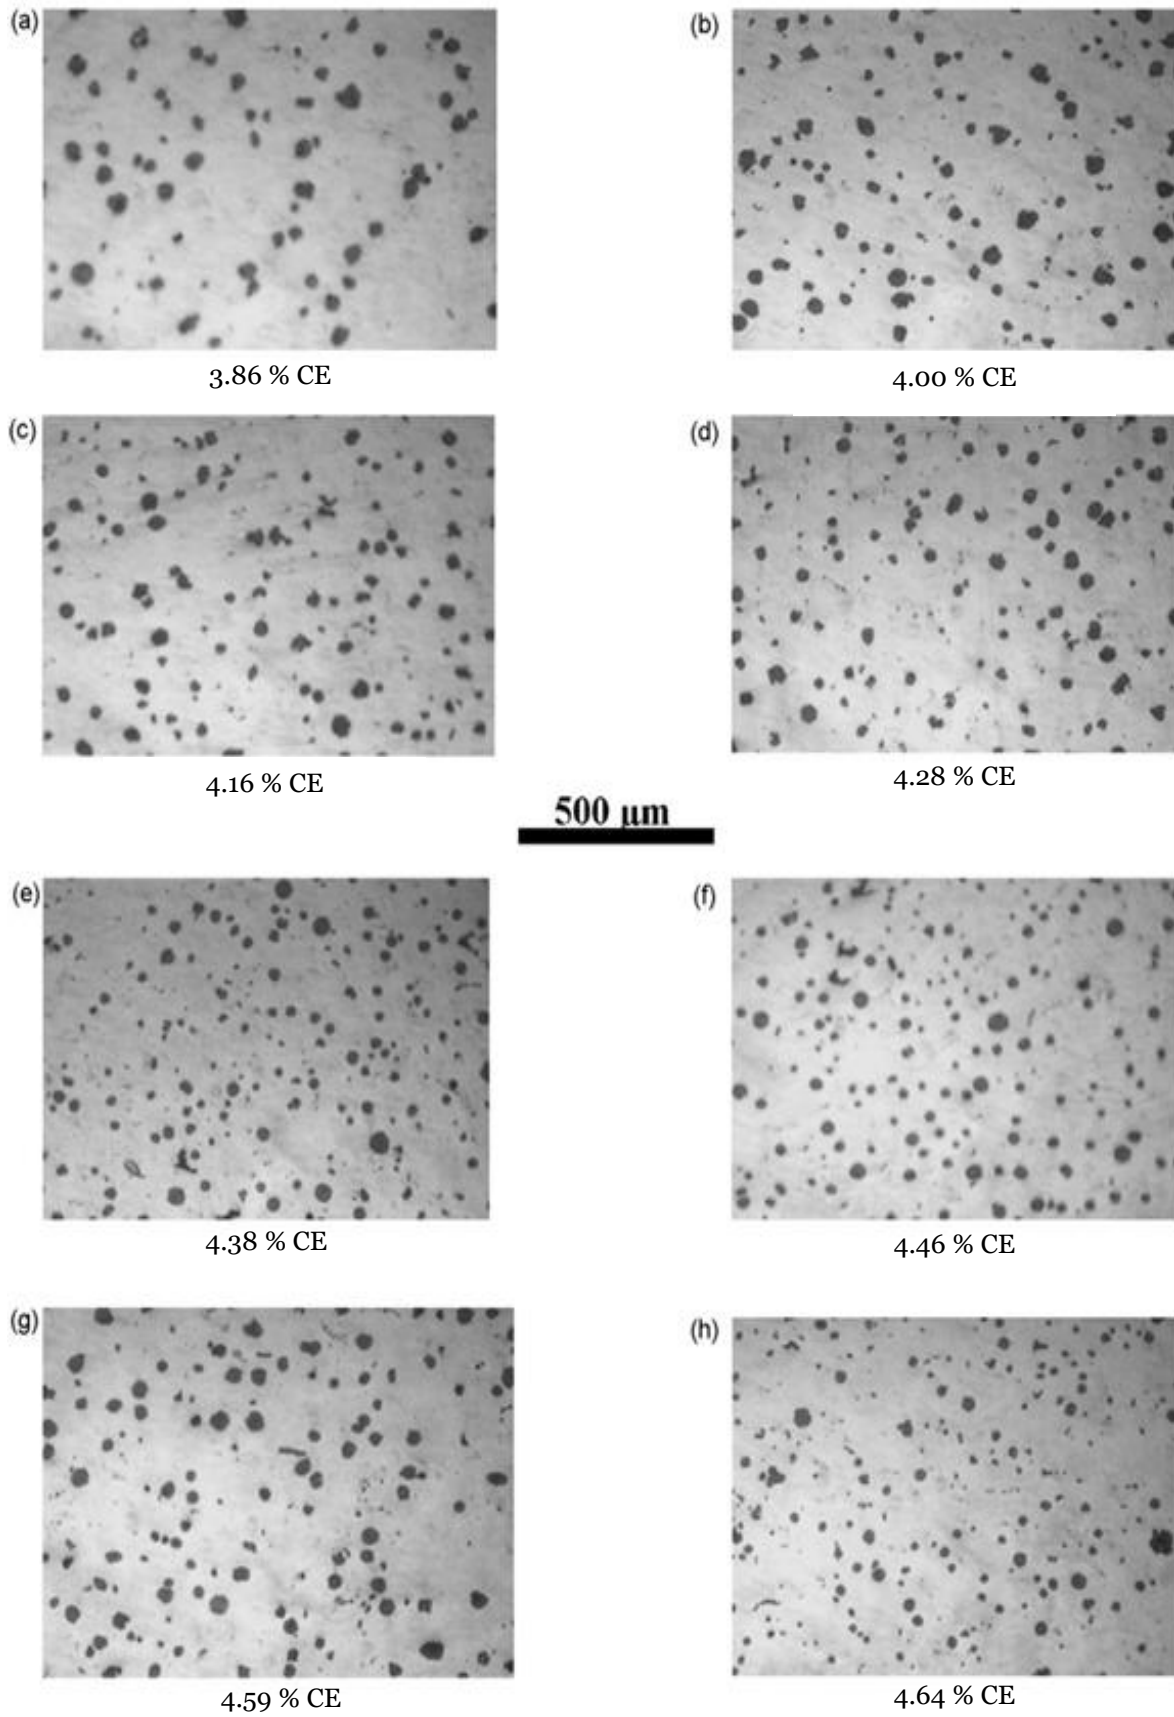 (a)
(b)
3.86 % CE
4.00 % CE
(c)
(d)
4.16 % CE
4.28 % CE
500 μm
(e)
(f)
4.38 % CE
4.46 % CE
(g)
(h)
4.59 % CE
4.64 % CE